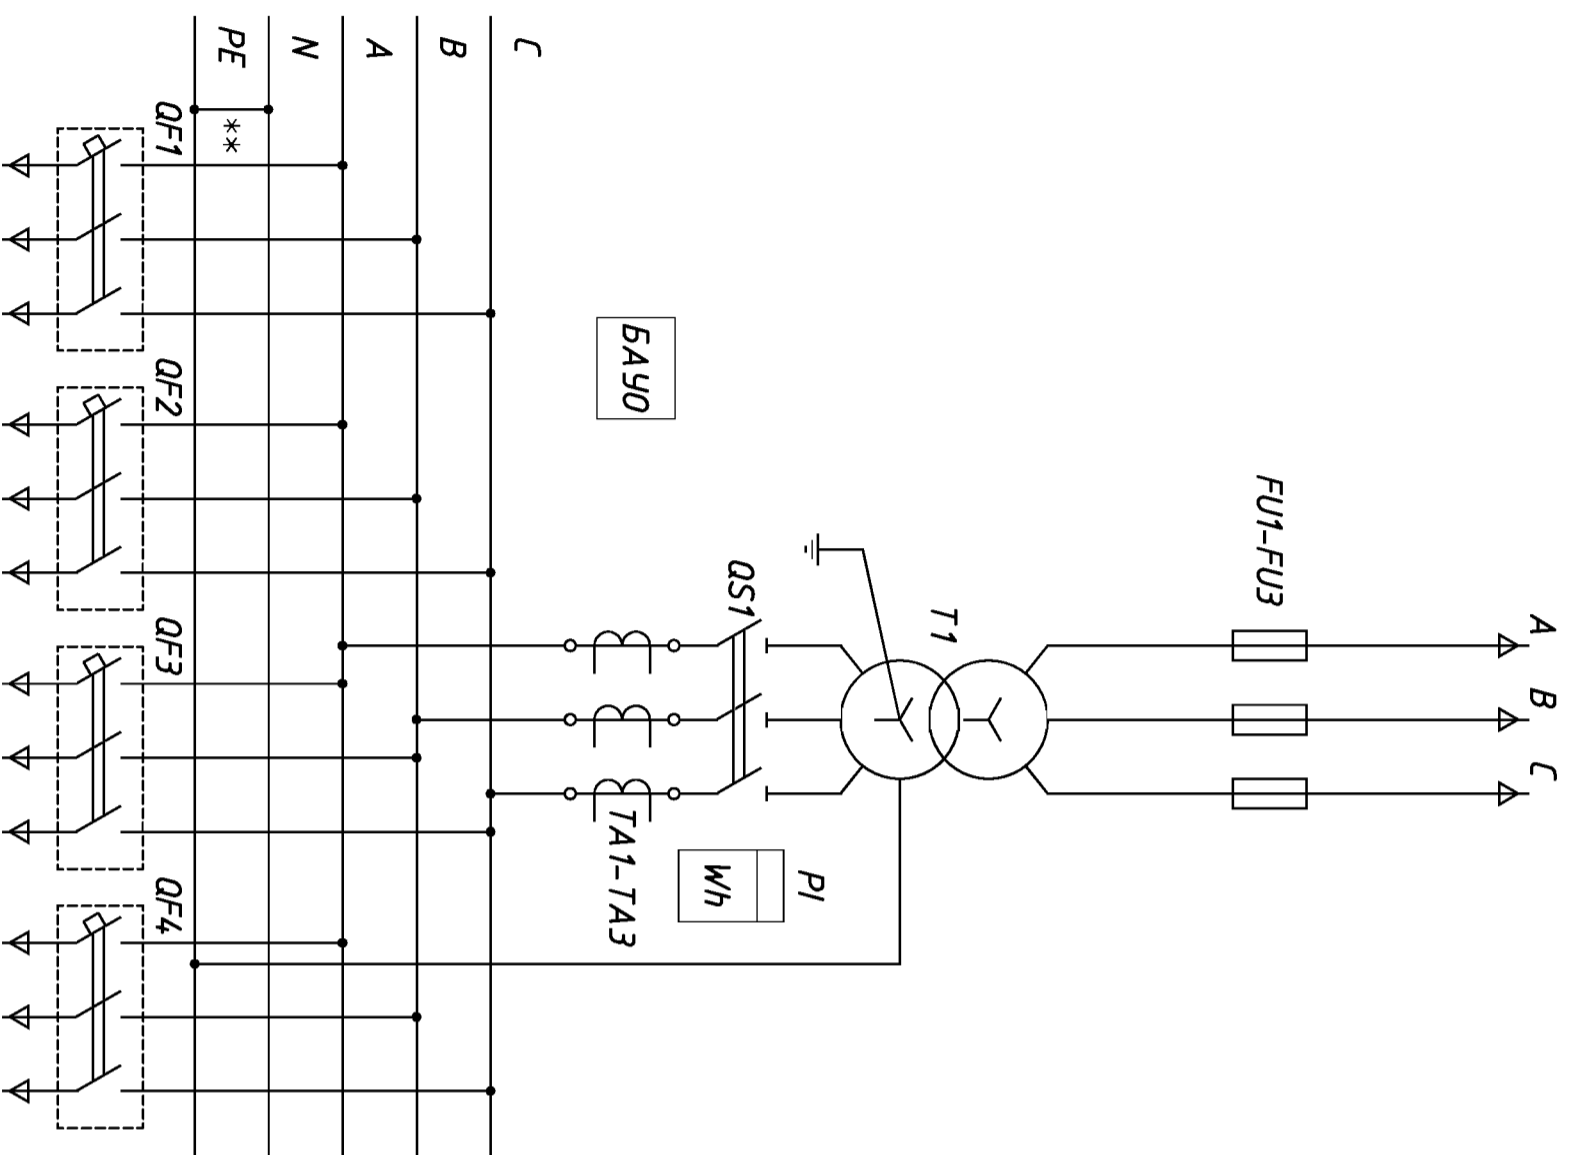 A
B
C
FU1-FU3
T1
QS1
PI
Wh
TA1-TA3
БАУО
C
B
A
N
PE
**
QF1
QF2
QF3
QF4